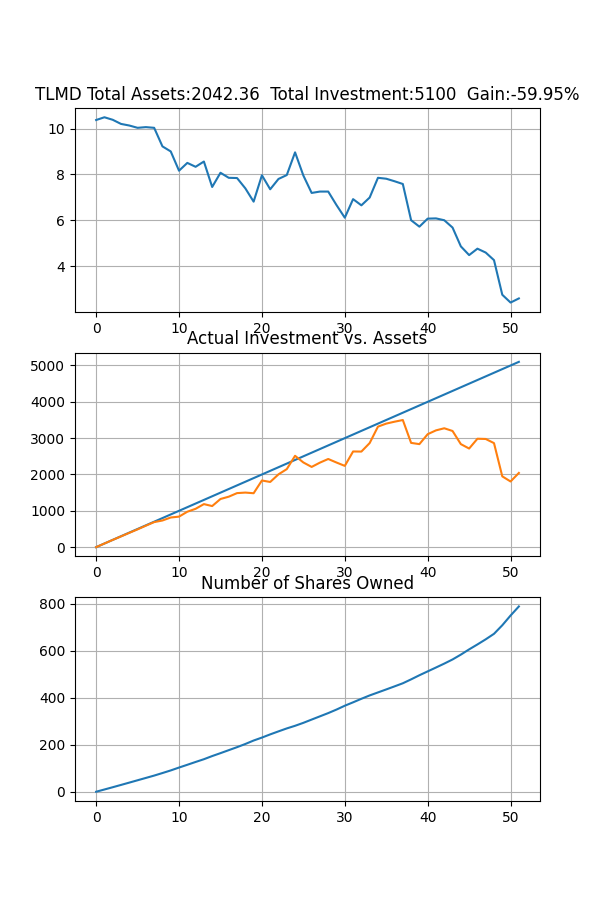 TLMD Total Assets:2042.36  Total Investment:5100  Gain:-59.95%
10
8
6
4
0 10 20 30 40 50
Actual Investment vs. Assets
5000
4000
3000
2000
1000
0
0 10 20 30 40 50
Number of Shares Owned
800
600
400
200
0
0 10 20 30 40 50